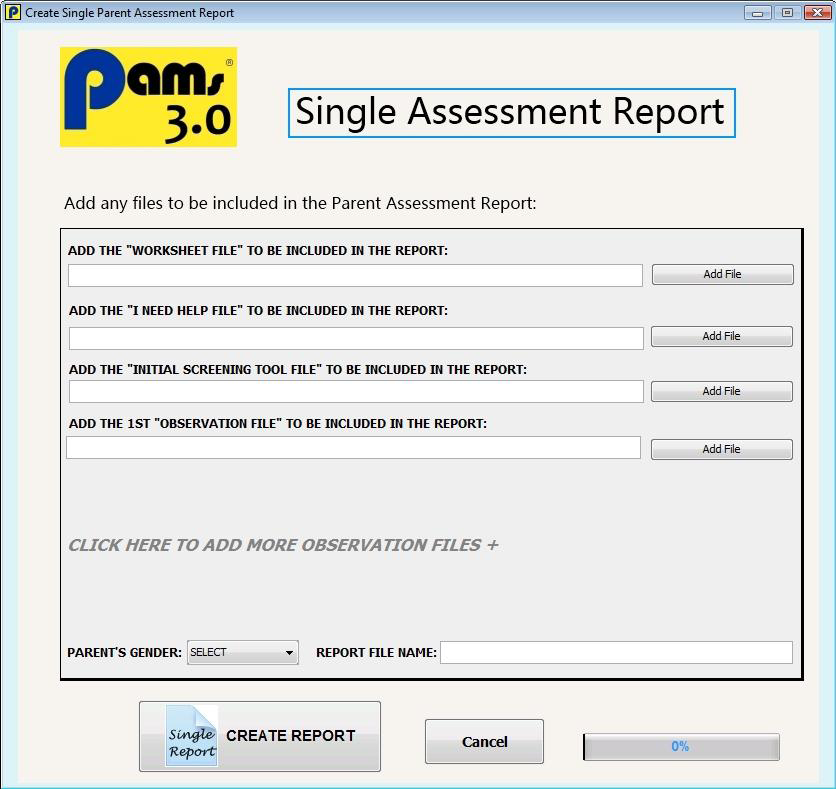 Create Single Parent Assessment Report
Pams ®
3.0
Single Assessment Report
Add any files to be included in the Parent Assessment Report:
ADD THE "WORKSHEET FILE" TO BE INCLUDED IN THE REPORT:
Add File
ADD THE "I NEED HELP FILE" TO BE INCLUDED IN THE REPORT:
Add File
ADD THE "INITIAL SCREENING TOOL FILE" TO BE INCLUDED IN THE REPORT:
Add File
ADD THE 1ST "OBSERVATION FILE" TO BE INCLUDED IN THE REPORT:
Add File
CLICK HERE TO ADD MORE OBSERVATION FILES +
PARENT'S GENDER: SELECT REPORT FILE NAME:
Single
Report
CREATE REPORT
Cancel
0%